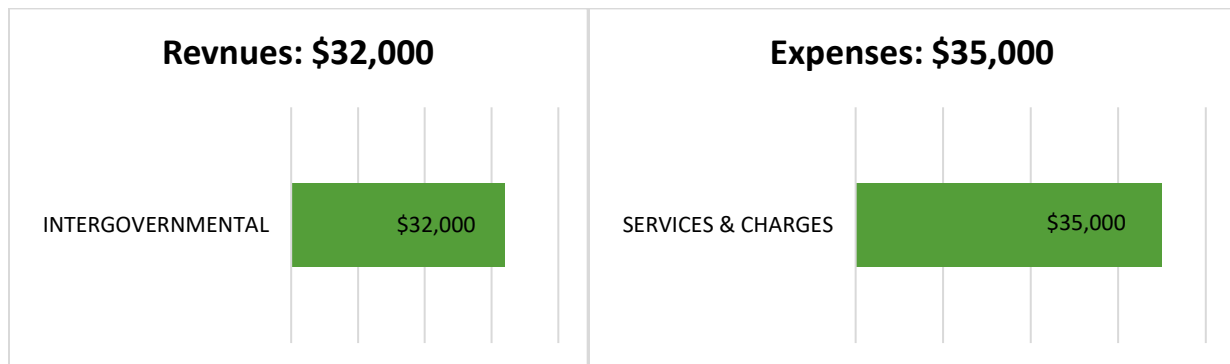 Revnues: $32,000
INTERGOVERNMENTAL
$32,000
Expenses: $35,000
SERVICES & CHARGES
$35,000